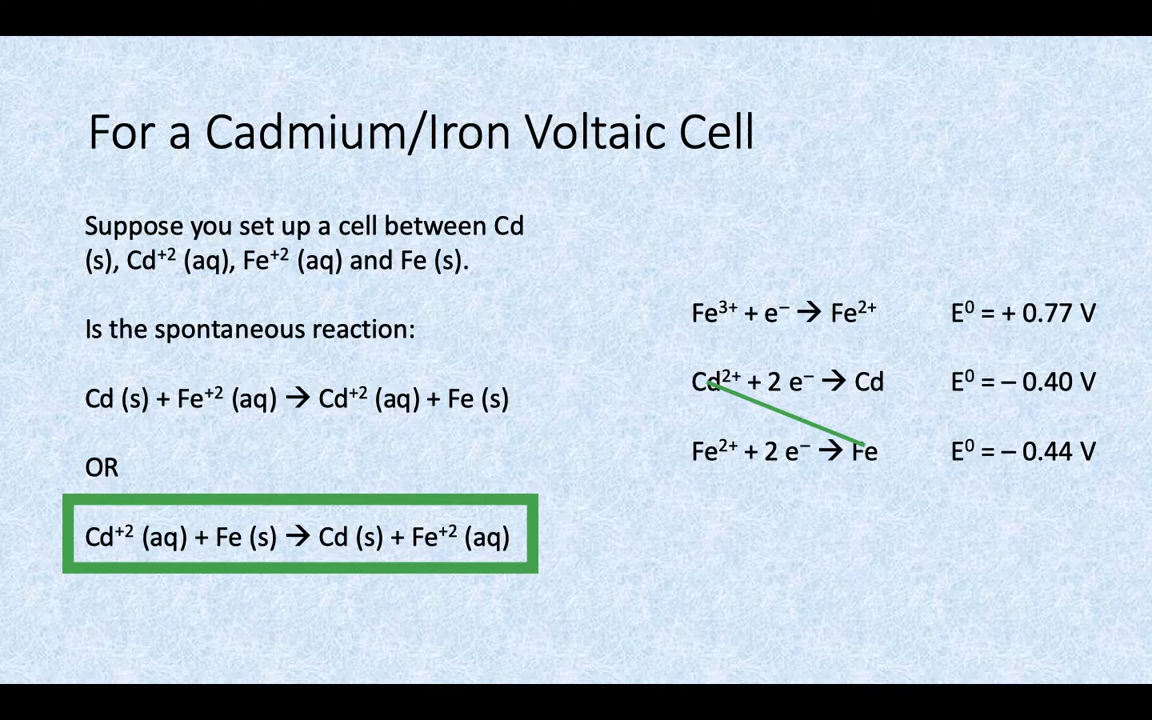 For a Cadmium/Iron Voltaic Cell
Suppose you set up a cell between Cd
(s), Cd⁺² (aq), Fe⁺² (aq) and Fe (s).
Is the spontaneous reaction:
Cd (s) + Fe⁺² (aq) → Cd⁺² (aq) + Fe (s)
OR
Cd⁺² (aq) + Fe (s) → Cd (s) + Fe⁺² (aq)
Fe³⁺ + e⁻ → Fe²⁺ E⁰ = + 0.77 V
Cd²⁺ + 2 e⁻ → Cd E⁰ = – 0.40 V
Fe²⁺ + 2 e⁻ → Fe E⁰ = – 0.44 V